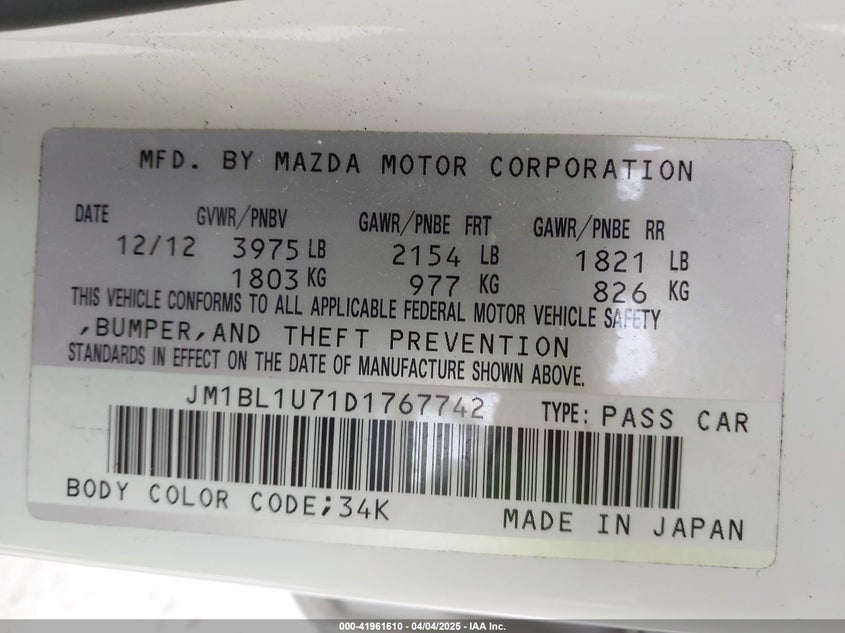 MFD. BY MAZDA MOTOR CORPORATION
DATE GVWR/PNBV GAWR/PNBE FRT GAWR/PNBE RR
12/12 3975 LB 2154 LB 1821 LB
1803 KG 977 KG 826 KG
THIS VEHICLE CONFORMS TO ALL APPLICABLE FEDERAL MOTOR VEHICLE SAFETY
,BUMPER,AND THEFT PREVENTION
STANDARDS IN EFFECT ON THE DATE OF MANUFACTURE SHOWN ABOVE.
JM1BL1U71D1767742 TYPE: PASS CAR
BODY COLOR CODE;34K MADE IN JAPAN
000-41961610 - 04/04/2025 - IAA Inc.